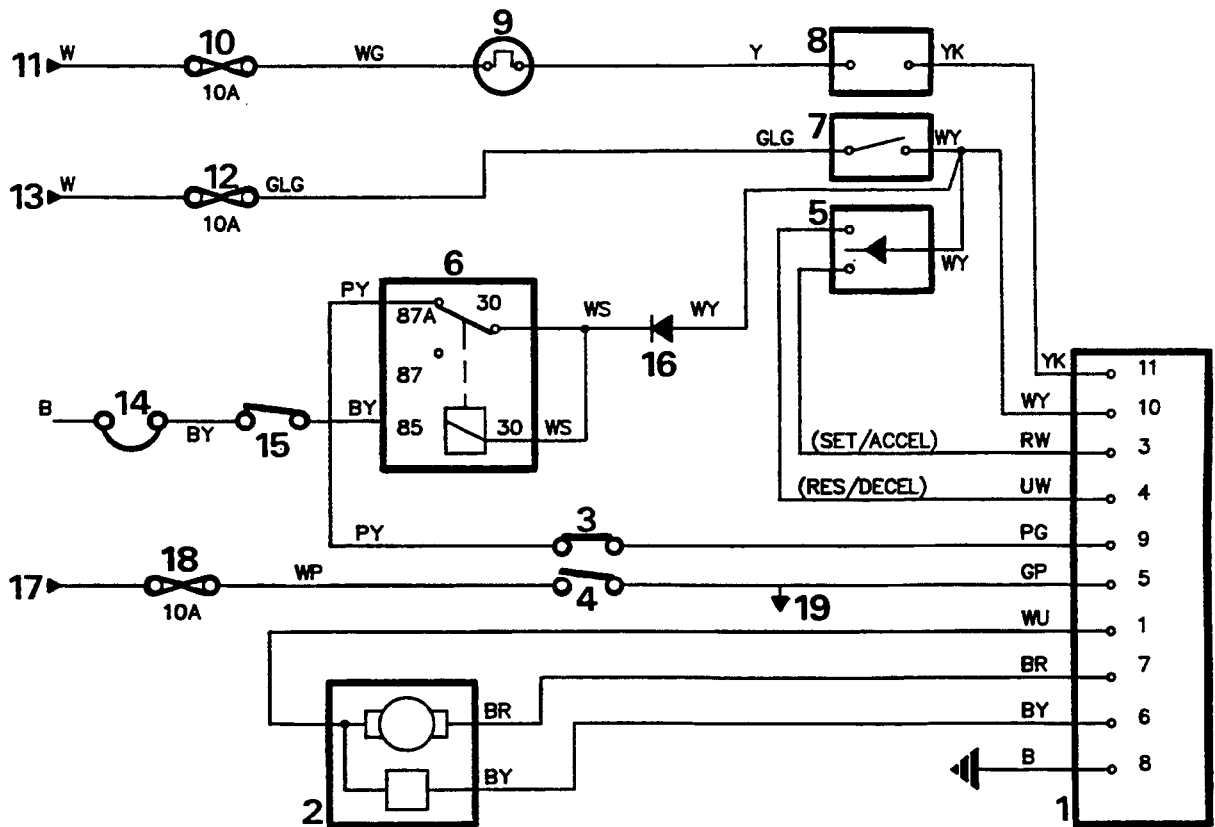 10 9 8
11 W WG Y YK
10A
7
12 GLG WY
13 W GLG
10A
5
WY
6
PY 30 WS WY
87A
16
87
14 BY 85 30 WS
B BY 15
YK 11
WY 10
(SET/ACCEL) RW 3
(RES/DECEL) UW 4
3
PY PG 9
18 WP GP 5
17 4 19
10A
WU 1
BR 7
BR
BY 6
BY
B 8
2 1